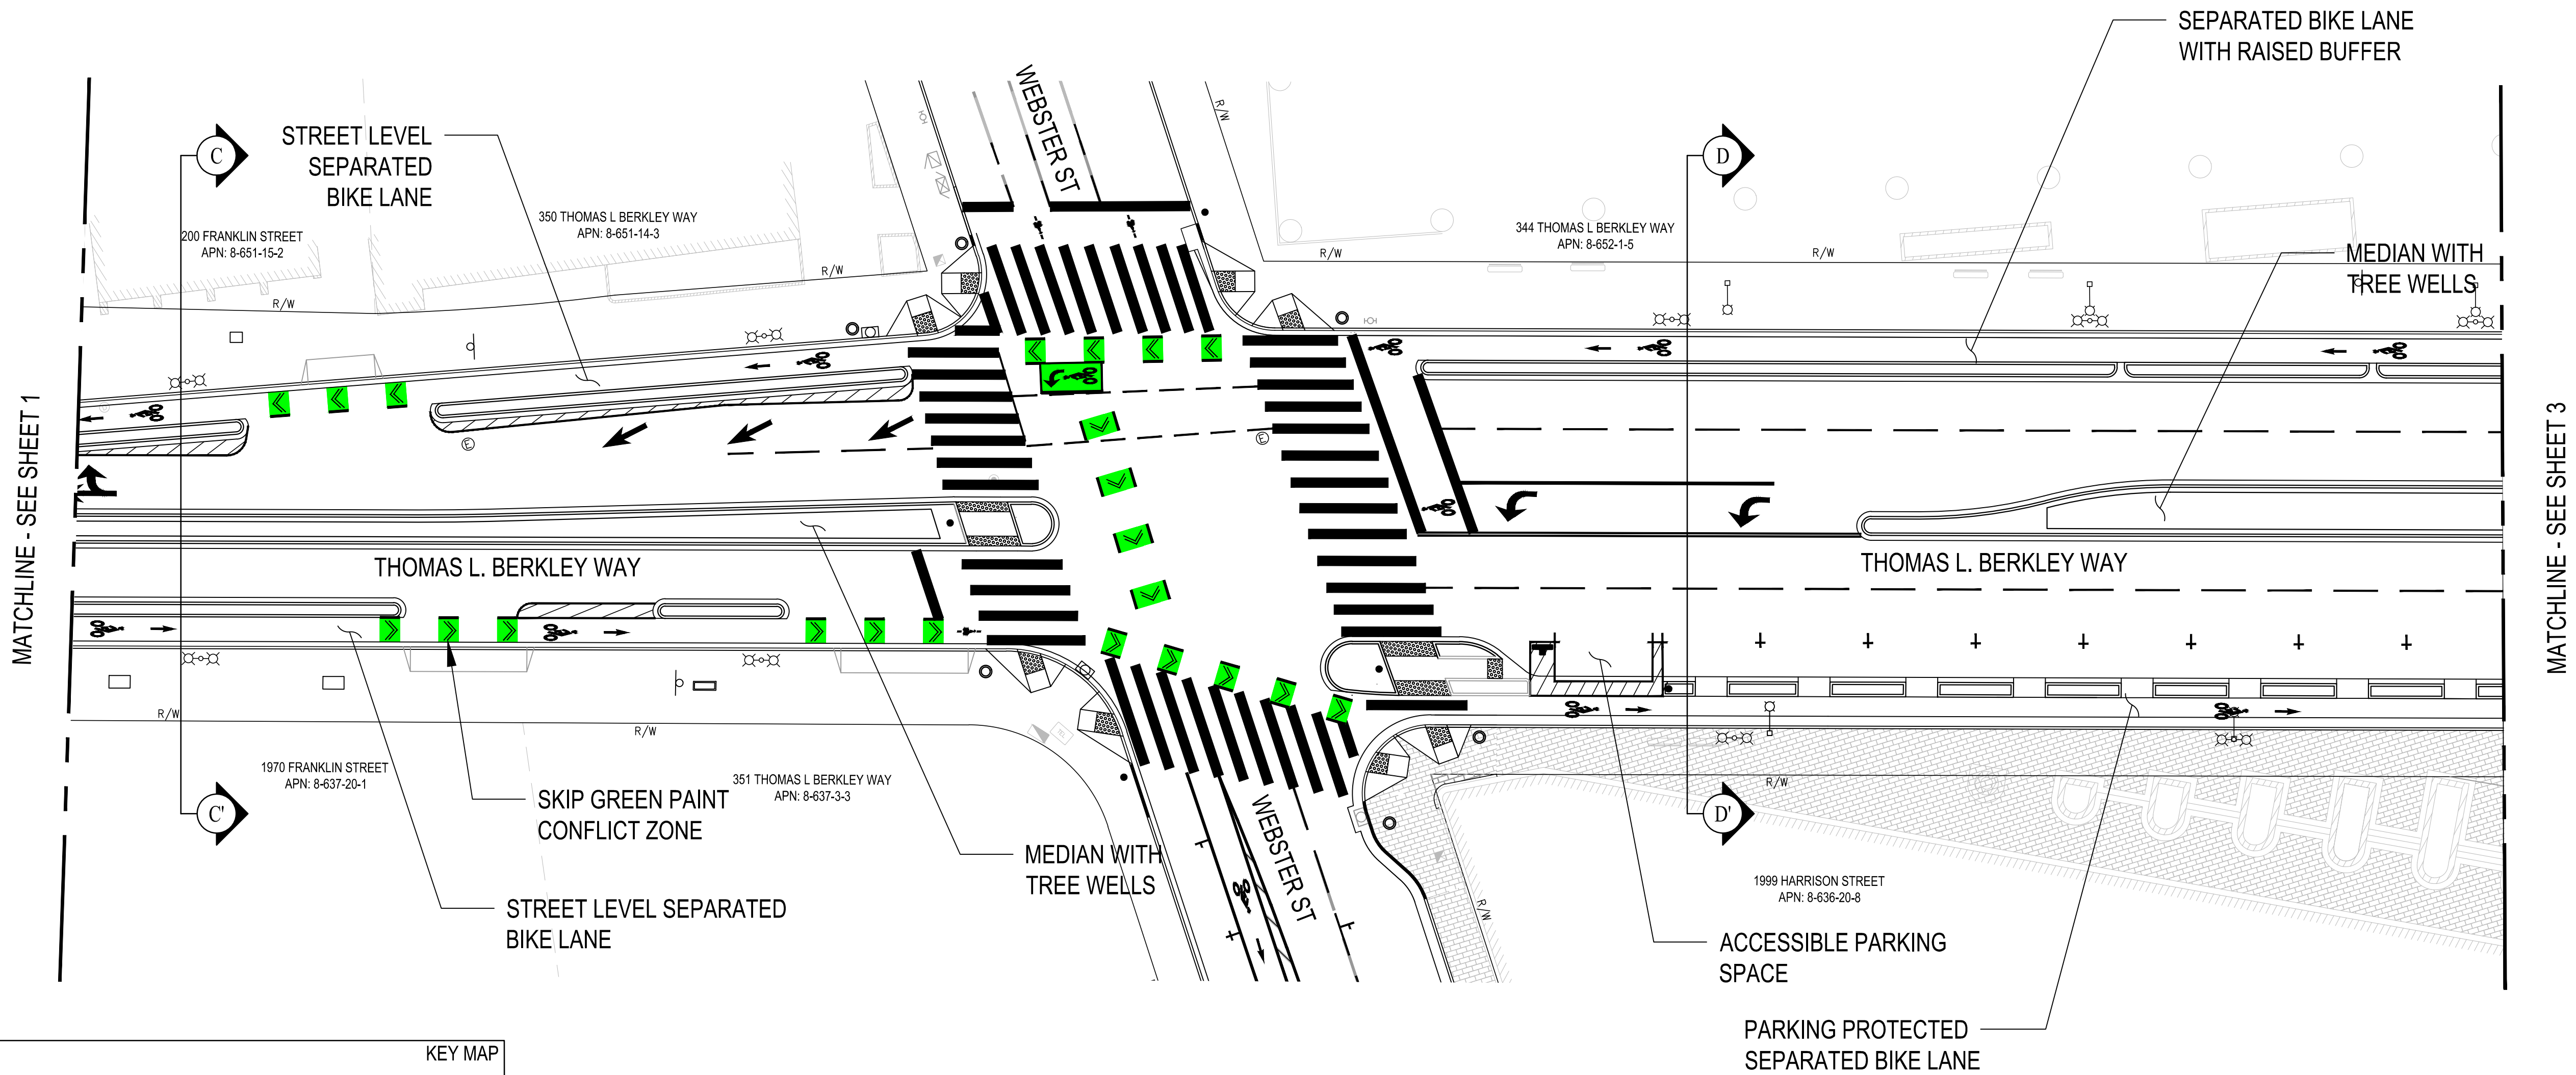 SEPARATED BIKE LANE
WITH RAISED BUFFER
WEBSTER ST
R/W
C
STREET LEVEL
SEPARATED
BIKE LANE
D
350 THOMAS L BERKLEY WAY
APN: 8-651-14-3
200 FRANKLIN STREET
APN: 8-651-15-2
344 THOMAS L BERKLEY WAY
APN: 8-652-1-5
R/W
R/W
R/W
R/W
MEDIAN WITH
TREE WELLS
MATCHLINE - SEE SHEET 1
MATCHLINE - SEE SHEET 3
E
E
THOMAS L. BERKLEY WAY
THOMAS L. BERKLEY WAY
R/W
R/W
R/W
1970 FRANKLIN STREET
APN: 8-637-20-1
351 THOMAS L BERKLEY WAY
APN: 8-637-3-3
C'
D'
SKIP GREEN PAINT
CONFLICT ZONE
WEBSTER ST
MEDIAN WITH
TREE WELLS
1999 HARRISON STREET
APN: 8-636-20-8
R/W
STREET LEVEL SEPARATED
BIKE LANE
ACCESSIBLE PARKING
SPACE
PARKING PROTECTED
SEPARATED BIKE LANE
KEY MAP